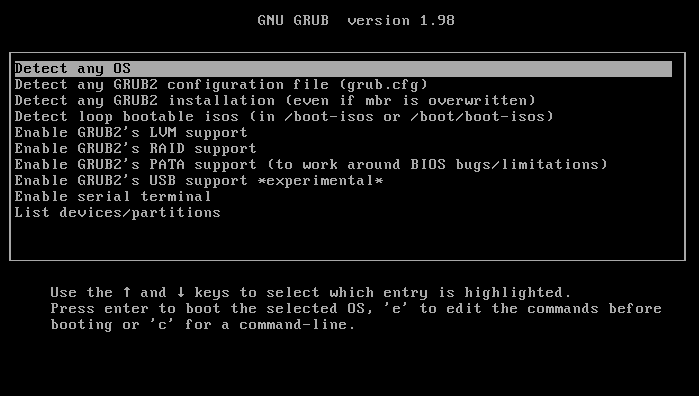 GNU GRUB  version 1.98
Detect any OS
Detect any GRUB2 configuration file (grub.cfg)
Detect any GRUB2 installation (even if mbr is overwritten)
Detect loop bootable isos (in /boot-isos or /boot/boot-isos)
Enable GRUB2's LVM support
Enable GRUB2's RAID support
Enable GRUB2's PATA support (to work around BIOS bugs/limitations)
Enable GRUB2's USB support *experimental*
Enable serial terminal
List devices/partitions
Use the ↑ and ↓ keys to select which entry is highlighted.
Press enter to boot the selected OS, 'e' to edit the commands before
booting or 'c' for a command-line.